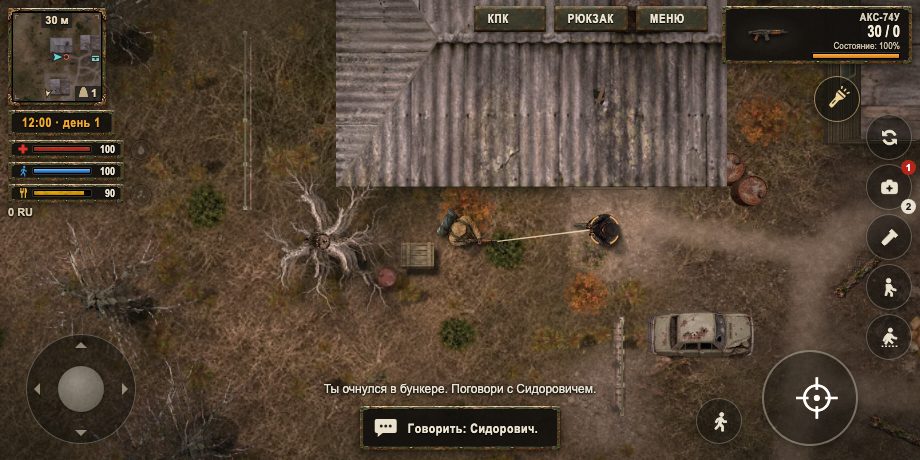 30 м
КПК
РЮКЗАК
МЕНЮ
АКС-74У
30 / 0
Состояние: 100%
1
12:00 · день 1
100
100
90
0 RU
1
2
Ты очнулся в бункере. Поговори с Сидоровичем.
Говорить: Сидорович.